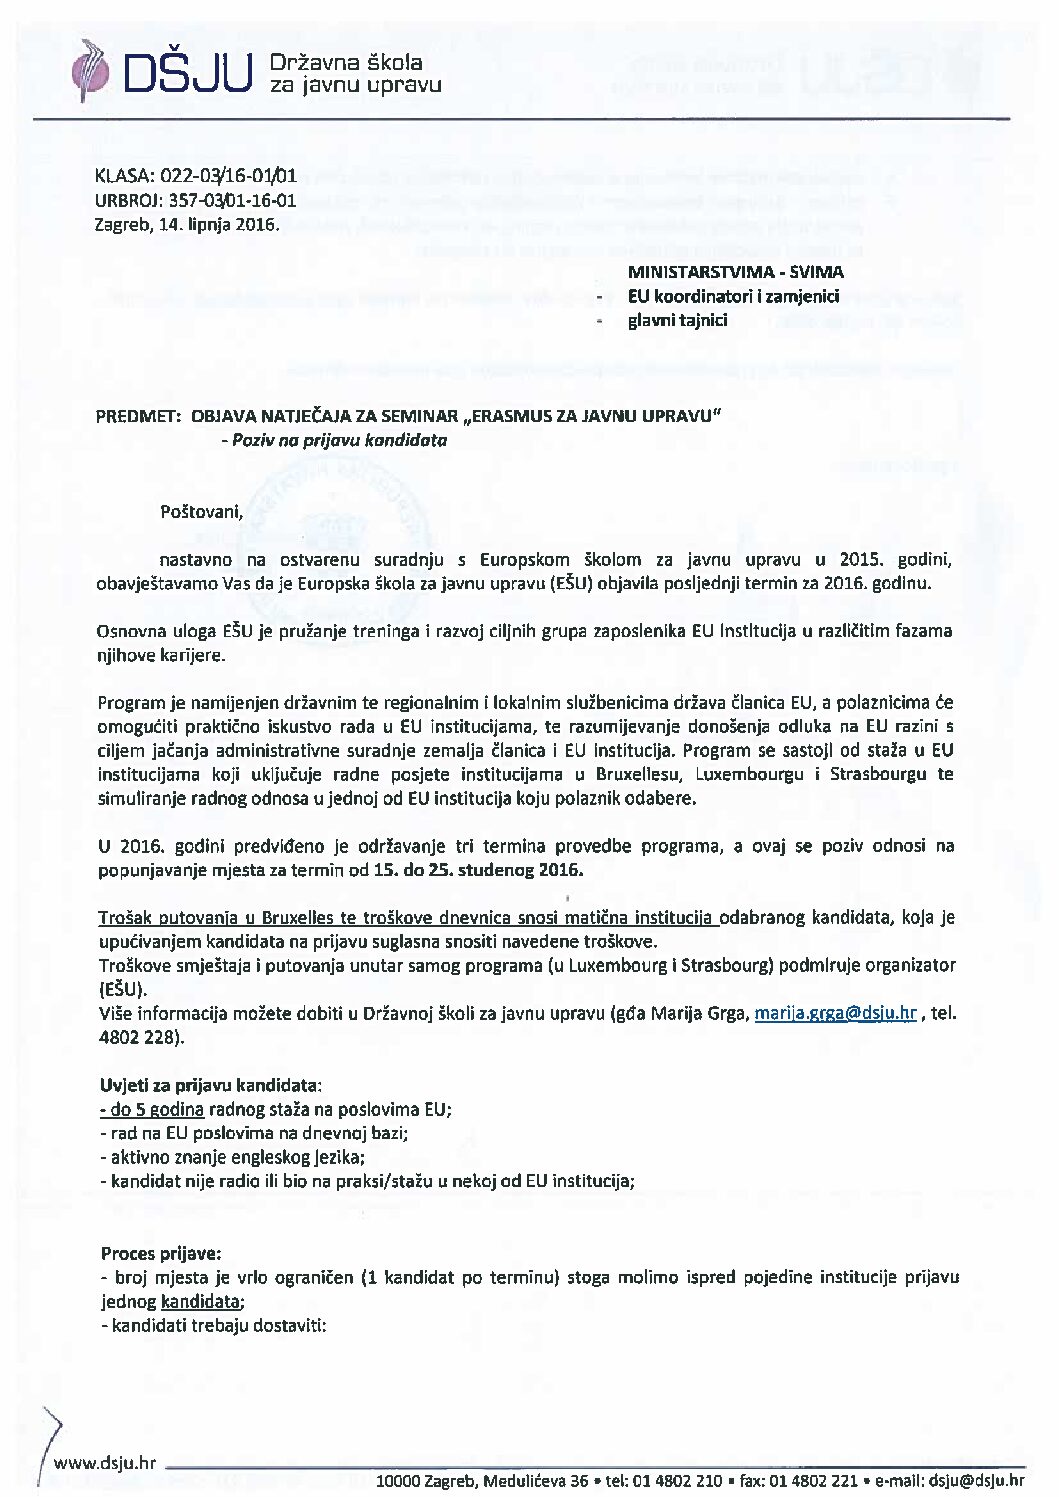 DŠJU Državna škola
za javnu upravu
KLASA: 022-03/16-01/01
URBROJ: 357-03/01-16-01
Zagreb, 14. lipnja 2016.
MINISTARSTVIMA - SVIMA
- EU koordinatori i zamjenici
- glavni tajnici
PREDMET: OBJAVA NATJEČAJA ZA SEMINAR „ERASMUS ZA JAVNU UPRAVU“
- Poziv na prijavu kandidata
Poštovani,
nastavno na ostvarenu suradnju s Europskom školom za javnu upravu u 2015. godini,
obavještavamo Vas da je Europska škola za javnu upravu (EŠU) objavila posljednji termin za 2016. godinu.
Osnovna uloga EŠU je pružanje treninga i razvoj ciljnih grupa zaposlenika EU institucija u različitim fazama
njihove karijere.
Program je namijenjen državnim te regionalnim i lokalnim službenicima država članica EU, a polaznicima će
omogućiti praktično iskustvo rada u EU institucijama, te razumijevanje donošenja odluka na EU razini s
ciljem jačanja administrativne suradnje zemalja članica i EU institucija. Program se sastoji od staža u EU
institucijama koji uključuje radne posjete institucijama u Bruxellesu, Luxembourgu i Strasbourgu te
simuliranje radnog odnosa u jednoj od EU institucija koju polaznik odabere.
U 2016. godini predviđeno je održavanje tri termina provedbe programa, a ovaj se poziv odnosi na
popunjavanje mjesta za termin od 15. do 25. studenog 2016.
Trošak putovanja u Bruxelles te troškove dnevnica snosi matična institucija odabranog kandidata, koja je
upućivanjem kandidata na prijavu suglasna snositi navedene troškove.
Troškove smještaja i putovanja unutar samog programa (u Luxembourg i Strasbourg) podmiruje organizator
(EŠU).
Više informacija možete dobiti u Državnoj školi za javnu upravu (gđa Marija Grga, marija.grga@dsju.hr , tel.
4802 228).
Uvjeti za prijavu kandidata:
- do 5 godina radnog staža na poslovima EU;
- rad na EU poslovima na dnevnoj bazi;
- aktivno znanje engleskog jezika;
- kandidat nije radio ili bio na praksi/stažu u nekoj od EU institucija;
Proces prijave:
- broj mjesta je vrlo ograničen (1 kandidat po terminu) stoga molimo ispred pojedine institucije prijavu
jednog kandidata;
- kandidati trebaju dostaviti:
www.dsju.hr
10000 Zagreb, Medulićeva 36 • tel: 01 4802 210 • fax: 01 4802 221 • e-mail: dsju@dsju.hr